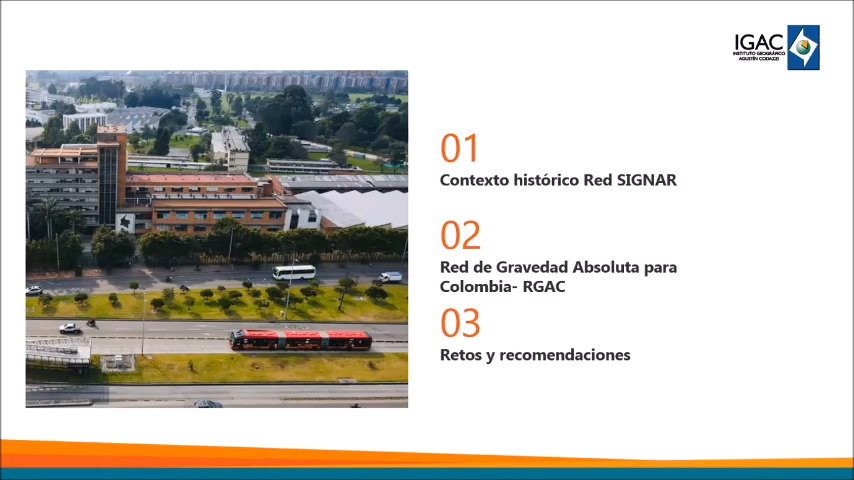 IGAC
INSTITUTO GEOGRÁFICO
AGUSTÍN CODAZZI
01
Contexto histórico Red SIGNAR
02
Red de Gravedad Absoluta para
Colombia- RGAC
03
Retos y recomendaciones